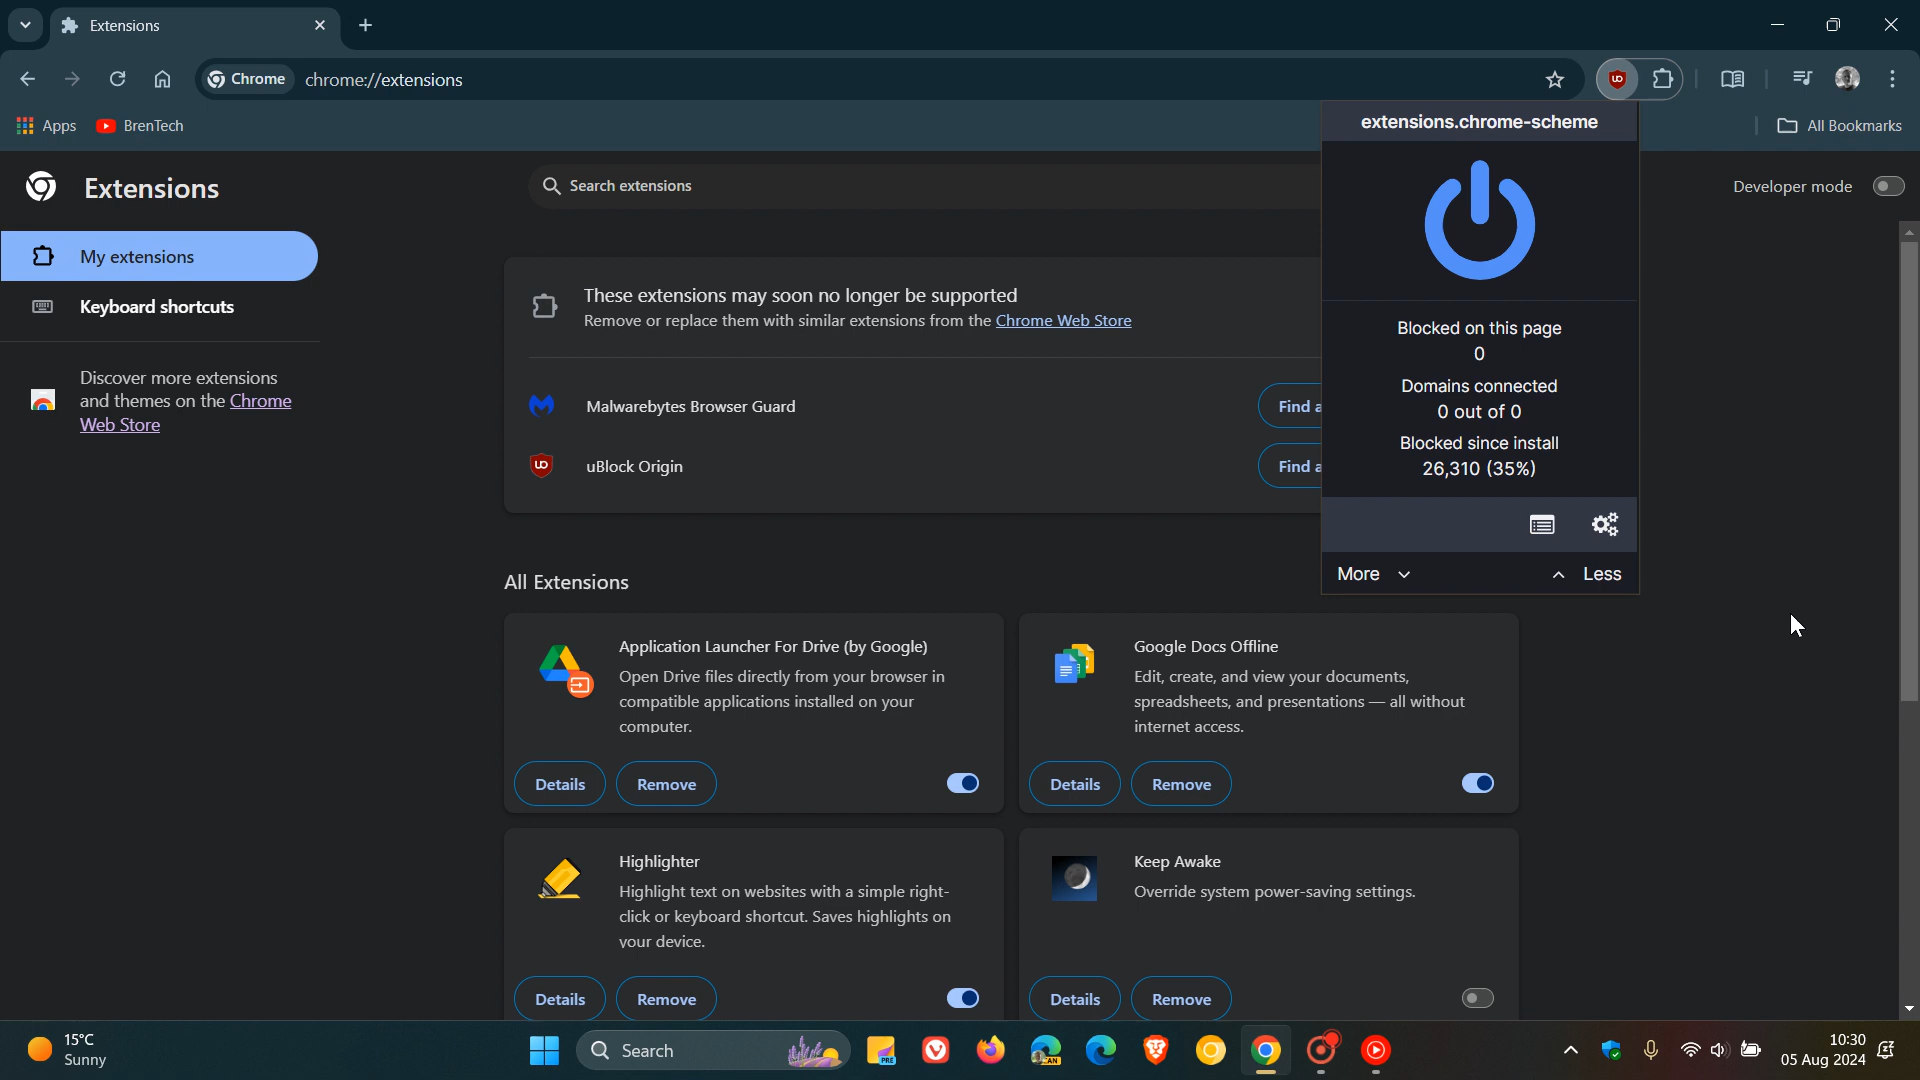 Extensions
Chrome
chrome://extensions
Apps
BrenTech
All Bookmarks
Extensions
Search extensions
Developer mode
My extensions
Keyboard shortcuts
Discover more extensions
and themes on the Chrome
Web Store
These extensions may soon no longer be supported
Remove or replace them with similar extensions from the Chrome Web Store
Malwarebytes Browser Guard
Find a
uBlock Origin
Find a
extensions.chrome-scheme
Blocked on this page
0
Domains connected
0 out of 0
Blocked since install
26,310 (35%)
More
Less
All Extensions
Application Launcher For Drive (by Google)
Open Drive files directly from your browser in
compatible applications installed on your
computer.
Details
Remove
Google Docs Offline
Edit, create, and view your documents,
spreadsheets, and presentations — all without
internet access.
Details
Remove
Highlighter
Highlight text on websites with a simple right-
click or keyboard shortcut. Saves highlights on
your device.
Details
Remove
Keep Awake
Override system power-saving settings.
Details
Remove
15°C
Sunny
Search
PRE
CAN
10:30
05 Aug 2024